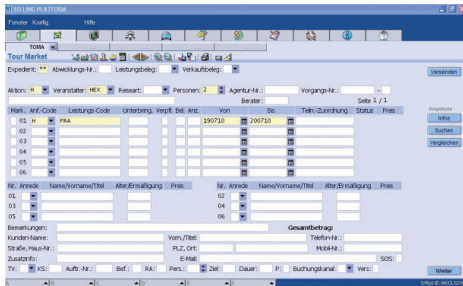 SELLING PLATFORM
Fenster Konfig. Hilfe
TOMA
Tour Market
Expedient: ** Abwicklungs-Nr.: Leistungsbeleg: Verkaufbeleg: Versenden
Aktion: H Veranstalter: HEX Reiseart: Personen: 2 Agentur-Nr.: Vorgangs-Nr.: -
Berater: Seite 1 / 1
Mark. Anf.-Code Leistungs-Code Unterbring. Verpfl. Bel. Anz. Von Bis Teiln.-Zuordnung Status Preis Angebote
01 H FRA 190710 200710 Infos
02 Suchen
03 Vergleichen
04
05
06
Nr. Anrede Name/Vorname/Titel Alter/Ermäßigung Preis Nr. Anrede Name/Vorname/Titel Alter/Ermäßigung Preis
01 02
03 04
05 06
Bemerkungen: Gesamtbetrag:
Kunden-Name: Vorn./Titel: Telefon-Nr.:
Straße, Haus-Nr.: PLZ, Ort: Mobil-Nr.:
Zusatzinfo: E-Mail: SOS:
TV: KS: Auftr.-Nr.: Bef.: RA: Pers.: Ziel: Dauer: P: Buchungskanal: Vers: Weiter
A B C D E F